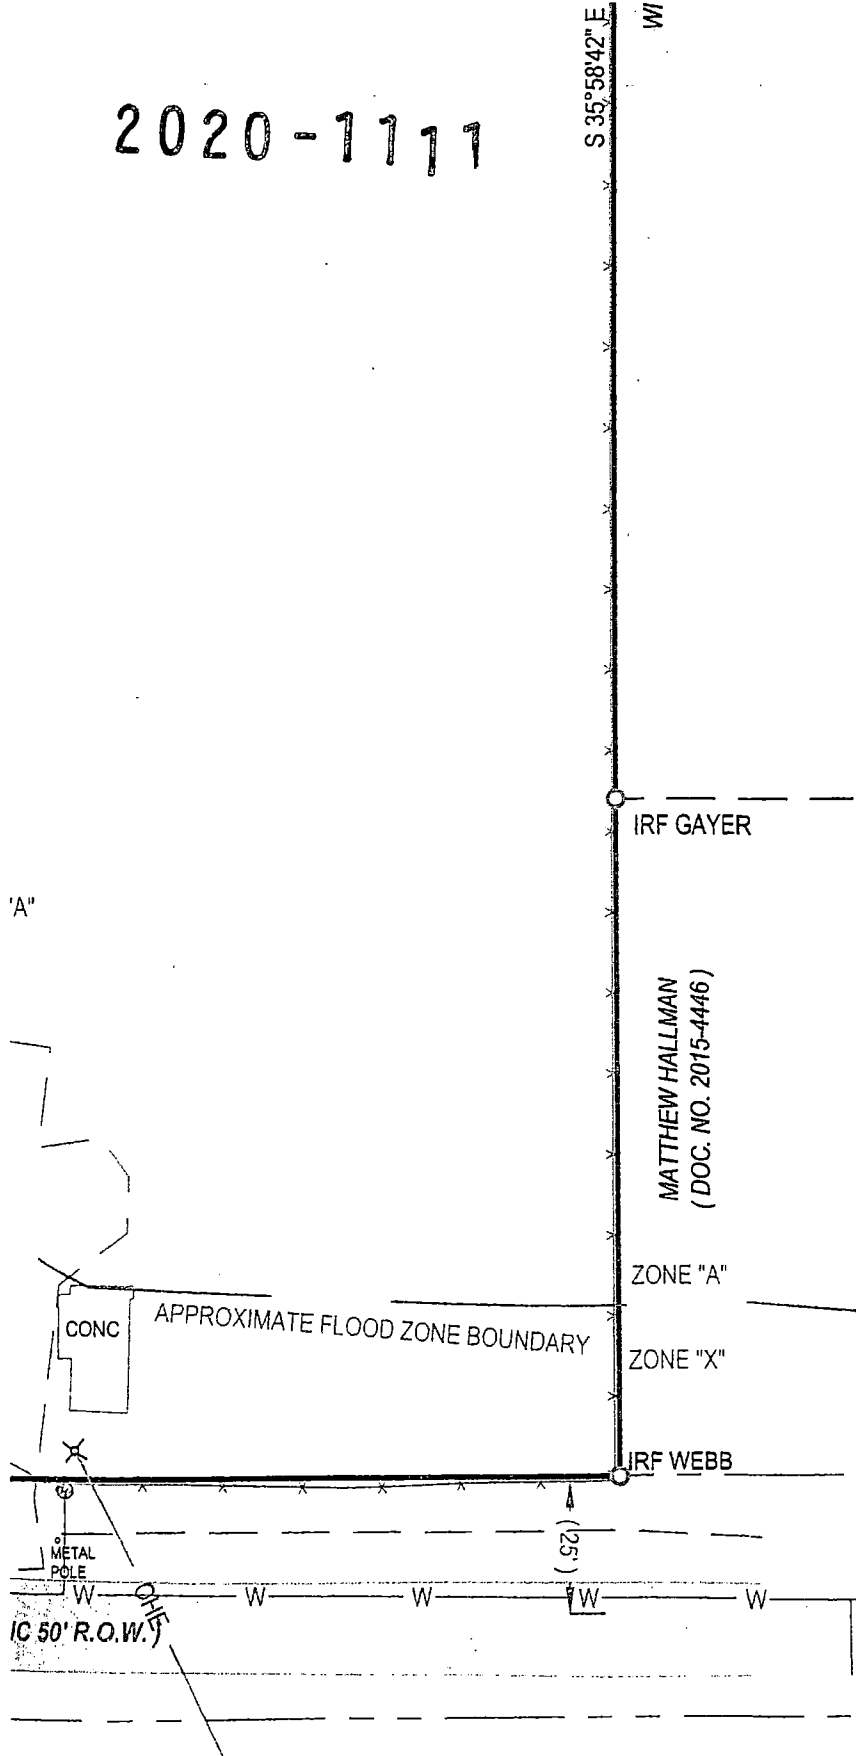 S 35°58'42" E
WI
2020-1111
IRF GAYER
'A"
MATTHEW HALLMAN
( DOC. NO. 2015-4446 )
ZONE "A"
CONC
APPROXIMATE FLOOD ZONE BOUNDARY
ZONE "X"
IRF WEBB
( 25' )
METAL
POLE
OHE
W W W W W
IC 50' R.O.W. )